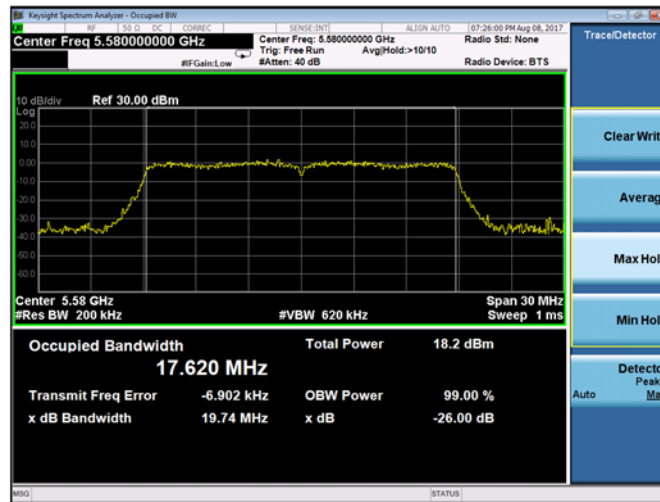 Keysight Spectrum Analyzer - Occupied BW
RF 50 Ω DC CORREC SENSE:INT ALIGN AUTO 07:26:00 PM Aug 08, 2017
Center Freq 5.580000000 GHz
Center Freq: 5.580000000 GHz Radio Std: None
Trig: Free Run Avg|Hold:>10/10
#IFGain:Low #Atten: 40 dB Radio Device: BTS
Trace/Detector
10 dB/div Ref 30.00 dBm
Log
20.0
10.0
0.00
-10.0
-20.0
-30.0
-40.0
-50.0
-60.0
Center 5.58 GHz Span 30 MHz
#Res BW 200 kHz #VBW 620 kHz Sweep 1 ms
Occupied Bandwidth Total Power 18.2 dBm
17.620 MHz
Transmit Freq Error -6.902 kHz OBW Power 99.00 %
x dB Bandwidth 19.74 MHz x dB -26.00 dB
Clear Writ
Averag
Max Hol
Min Hol
Detecto
Peak
Auto Ma
MSG STATUS